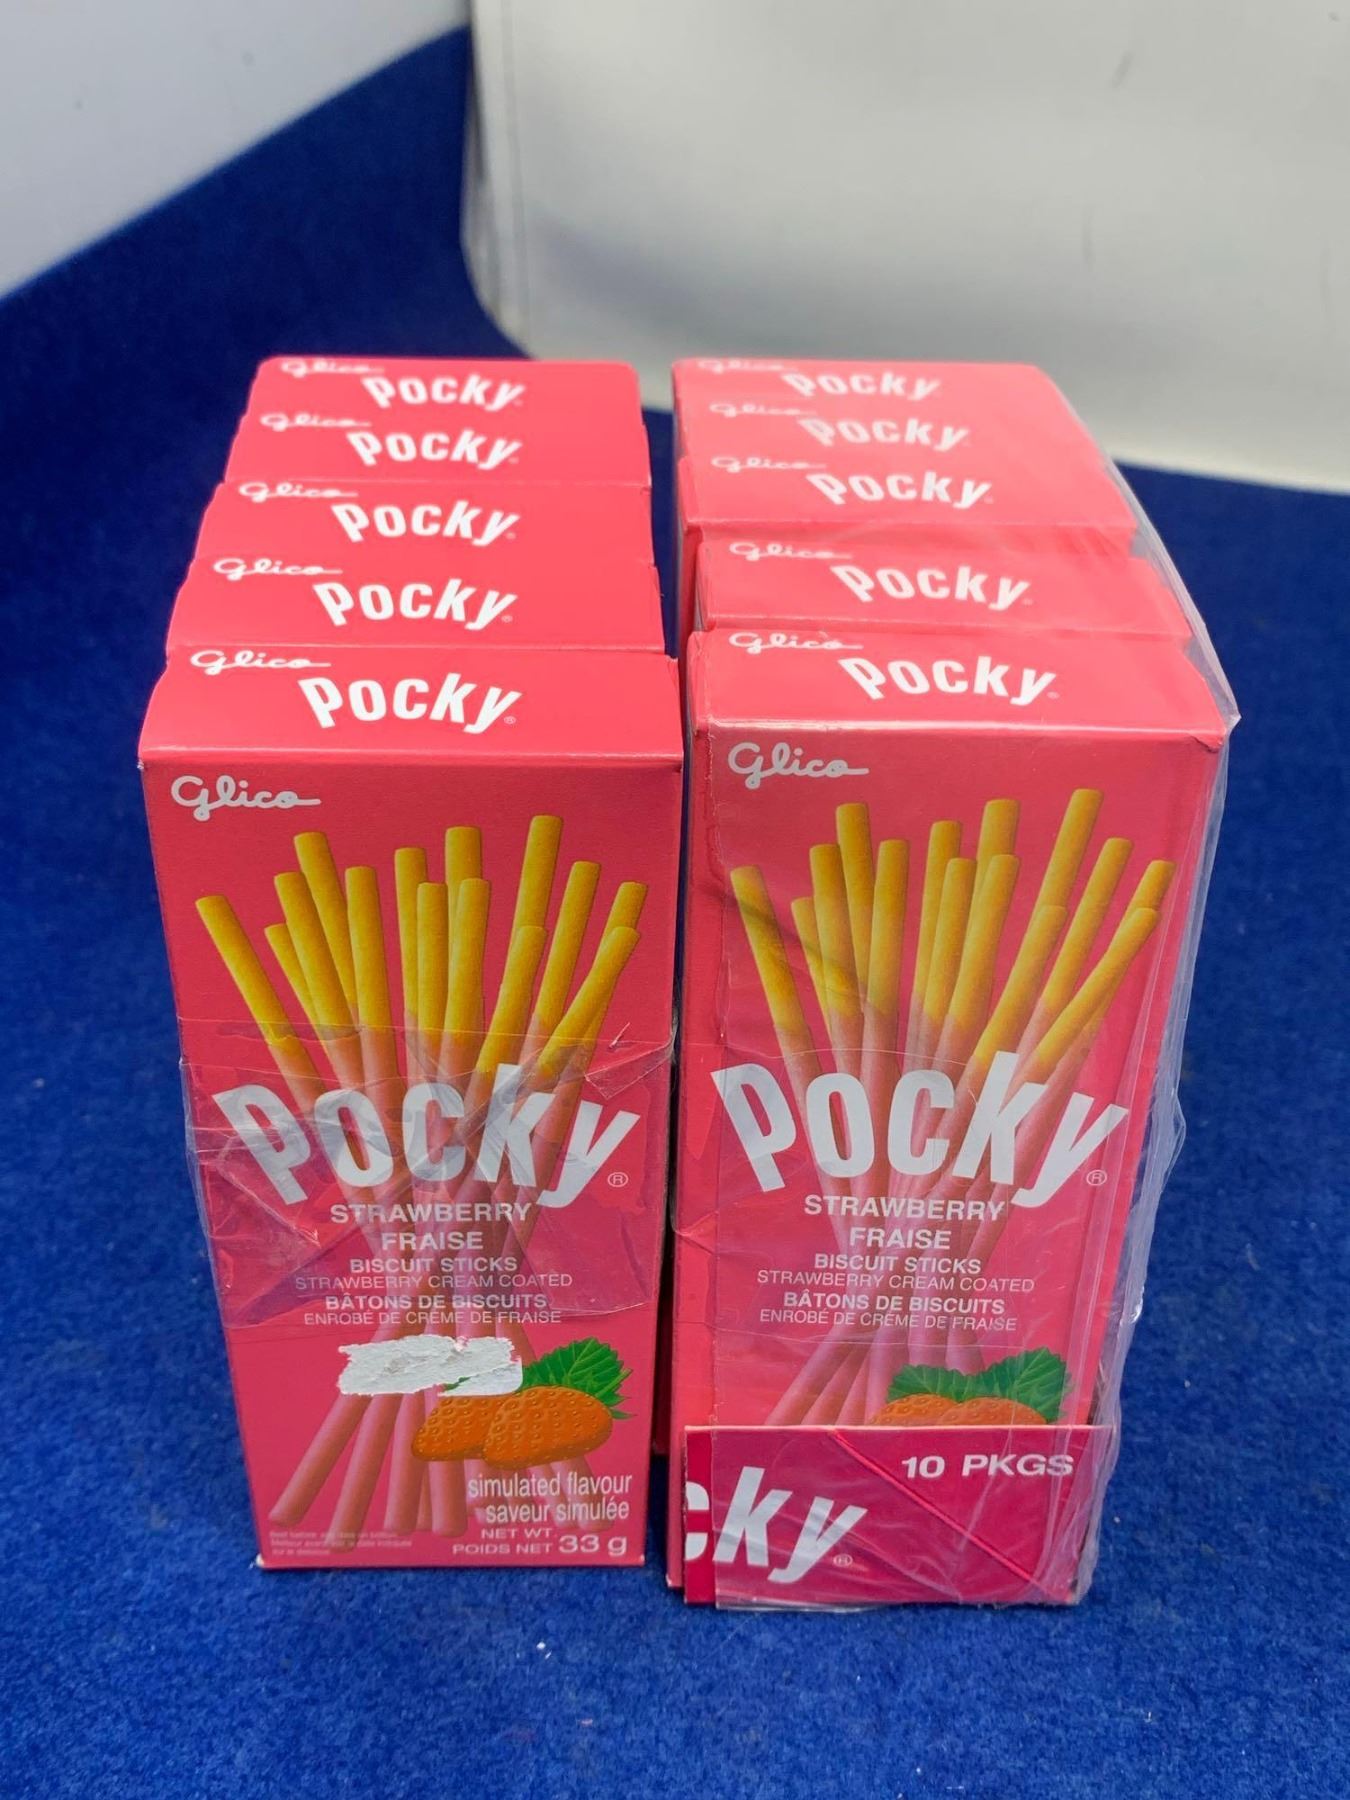 Glico
Pocky
Glico
Pocky
Glico
Pocky
Glico
Pocky
Glico
Pocky
Glico
Pocky®
STRAWBERRY
FRAISE
BISCUIT STICKS
STRAWBERRY CREAM COATED
BÂTONS DE BISCUITS
ENROBÉ DE CRÈME DE FRAISE
simulated flavour
saveur simulée
NET WT.
POIDS NET 33 g
Glico
Pocky
Glico
Pocky
Glico
Pocky
Glico
Pocky
Glico
Pocky
Glico
Pocky®
STRAWBERRY
FRAISE
BISCUIT STICKS
STRAWBERRY CREAM COATED
BÂTONS DE BISCUITS
ENROBÉ DE CRÈME DE FRAISE
10 PKGS
cky®